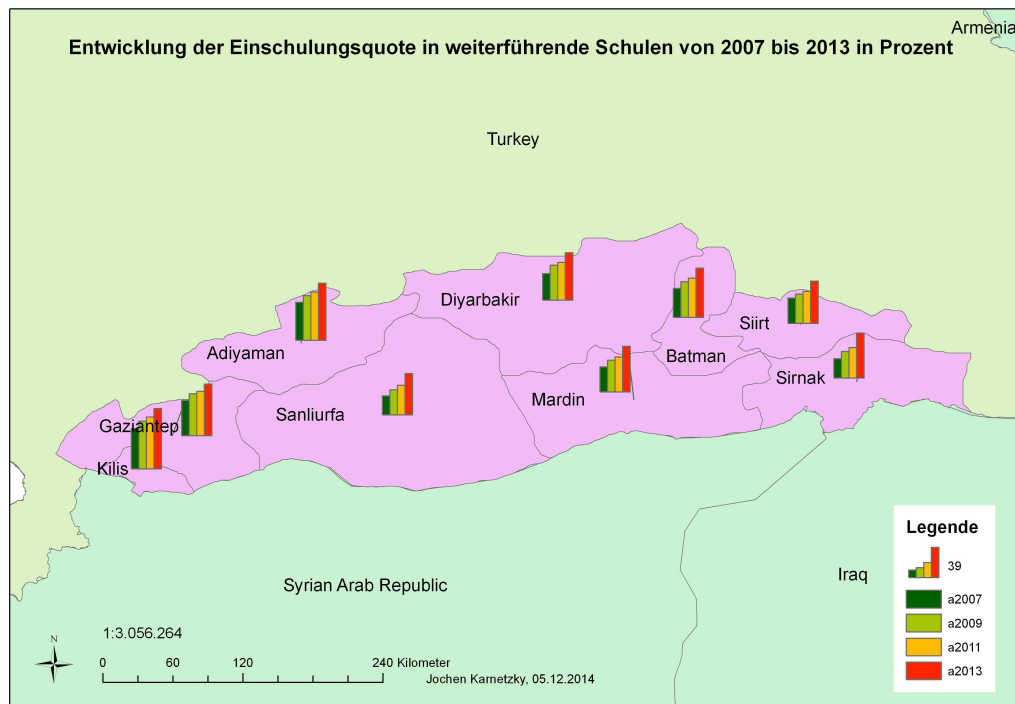 Armenia
Entwicklung der Einschulungsquote in weiterführende Schulen von 2007 bis 2013 in Prozent
Turkey
Diyarbakir
Siirt
Adiyaman
Batman
Sirnak
Mardin
Sanliurfa
Gaziantep
Kilis
Syrian Arab Republic
Iraq
Legende
39
a2007
a2009
a2011
a2013
N
1:3.056.264
0 60 120 240 Kilometer
Jochen Karnetzky, 05.12.2014